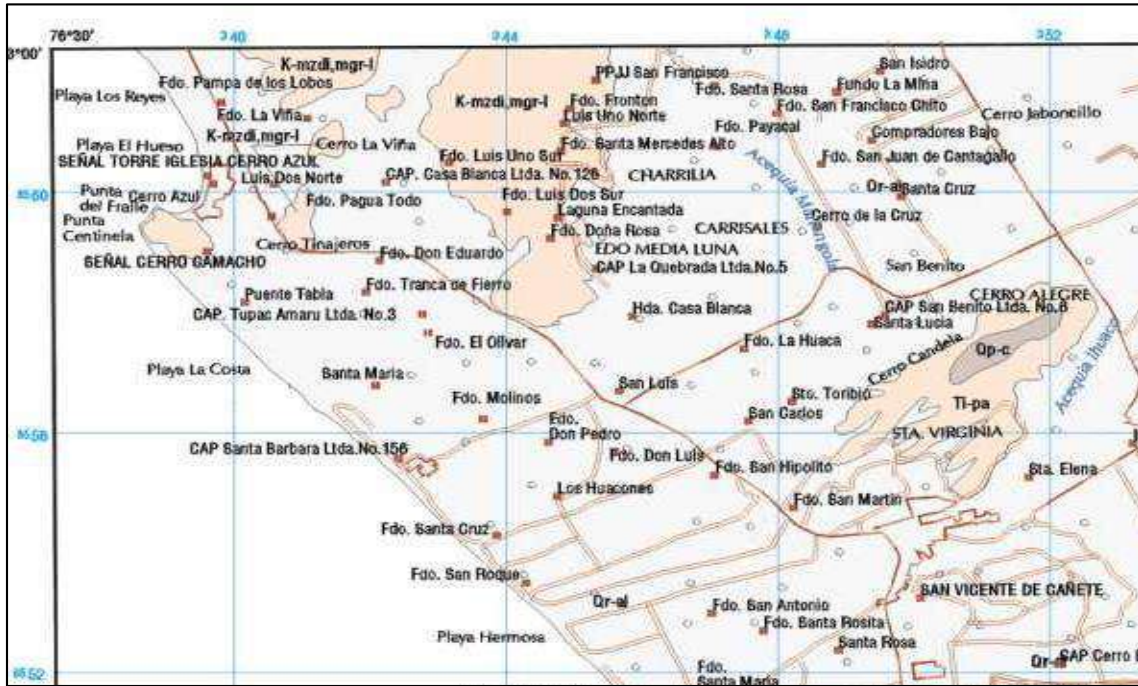 76°30'
3°00'
340
344
348
352
K-mzdi,mgr-l
Fdo. Pampa de los Lobos
Playa Los Reyes
Fdo. La Viña
K-mzdi,mgr-l
Playa El Hueso
Cerro La Viña
SEÑAL TORRE IGLESIA CERRO AZUL
Luis Dos Norte
Punta del Fraile
Cerro Azul
Fdo. Pagua Todo
Punta Centinela
Cerro Tinajeros
SEÑAL CERRO CAMACHO
Puente Tabla
CAP. Tupac Amaru Ltda. No.3
Playa La Costa
PPJJ San Francisco
K-mzdi,mgr-l
Fdo. Fronton
Luis Uno Norte
Fdo. Luis Uno Sur
Fdo. Santa Mercedes Alto
CAP. Casa Blanca Ltda. No.126
CHARRILIA
Fdo. Luis Dos Sur
Laguna Encantada
Fdo. Doña Rosa
CARRISALES
EDO MEDIA LUNA
Fdo. Don Eduardo
CAP La Quebrada Ltda.No.5
Fdo. Tranca de Fierro
Hda. Casa Blanca
Fdo. El Olivar
Fdo. Santa Rosa
Fdo. Payacal
San Isidro
Fundo La Mina
Fdo. San Francisco Chito
Cerro Jaboncillo
Compradores Bajo
Fdo. San Juan de Cantagallo
Qr-al
Santa Cruz
Cerro de la Cruz
Acequia
San Benito
CERRO ALEGRE
CAP San Benito Ltda. No.8
Santa Lucia
Fdo. La Huaca
Cerro Candela
Qp-c
Acequia Ihuaco
Santa Maria
San Luis
Sto. Toribio
Ti-pa
Fdo. Molinos
San Carlos
STA. VIRGINIA
Fdo. Don Pedro
CAP Santa Barbara Ltda.No.156
Fdo. Don Luis
Fdo. San Hipolito
Sta. Elena
Los Huacones
Fdo. San Martin
Fdo. Santa Cruz
Fdo. San Roque
Qr-al
SAN VICENTE DE CAÑETE
Fdo. San Antonio
Playa Hermosa
Fdo. Santa Rosita
Santa Rosa
Fdo. Santa Maria
CAP Cerro
8552